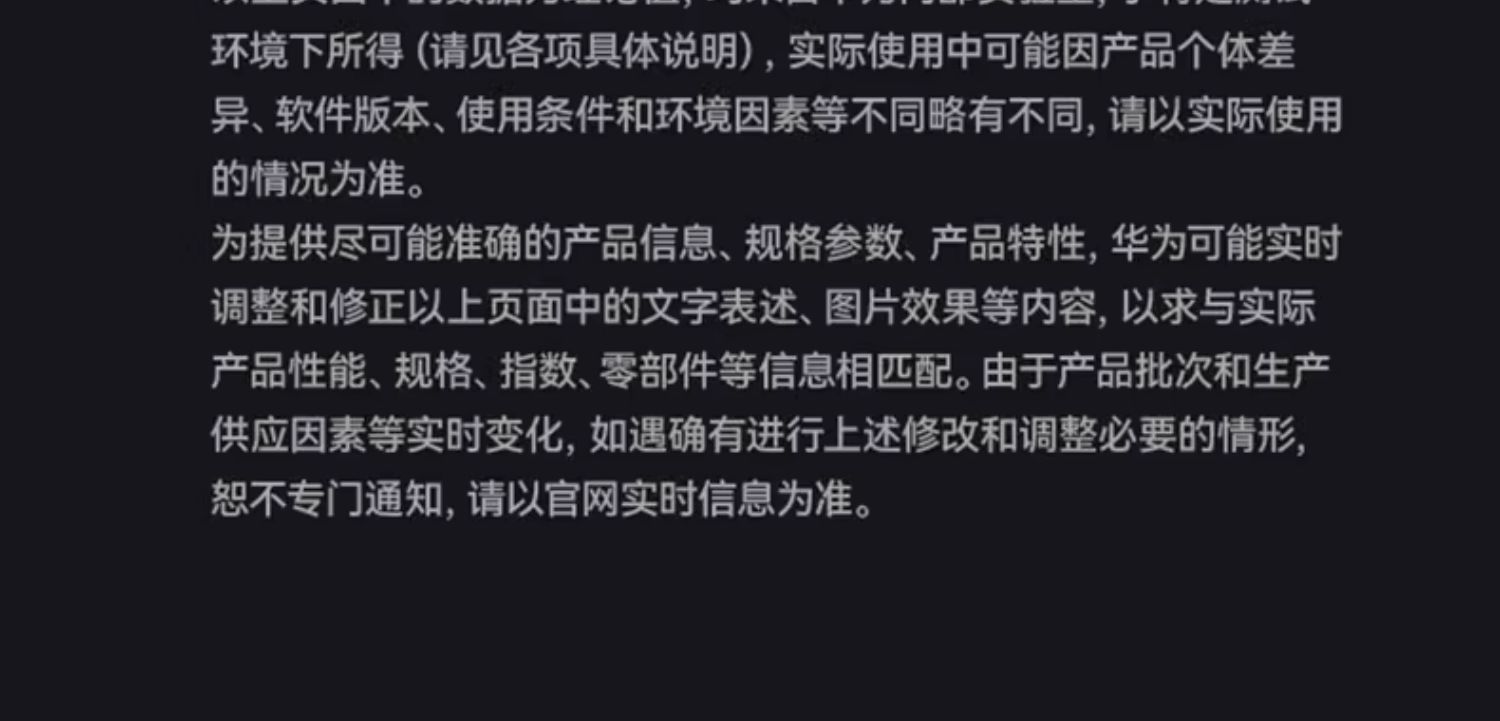 环境下所得（请见各项具体说明），实际使用中可能因产品个体差
异、软件版本、使用条件和环境因素等不同略有不同，请以实际使用
的情况为准。
为提供尽可能准确的产品信息、规格参数、产品特性，华为可能实时
调整和修正以上页面中的文字表述、图片效果等内容，以求与实际
产品性能、规格、指数、零部件等信息相匹配。由于产品批次和生产
供应因素等实时变化，如遇确有进行上述修改和调整必要的情形，
恕不专门通知，请以官网实时信息为准。